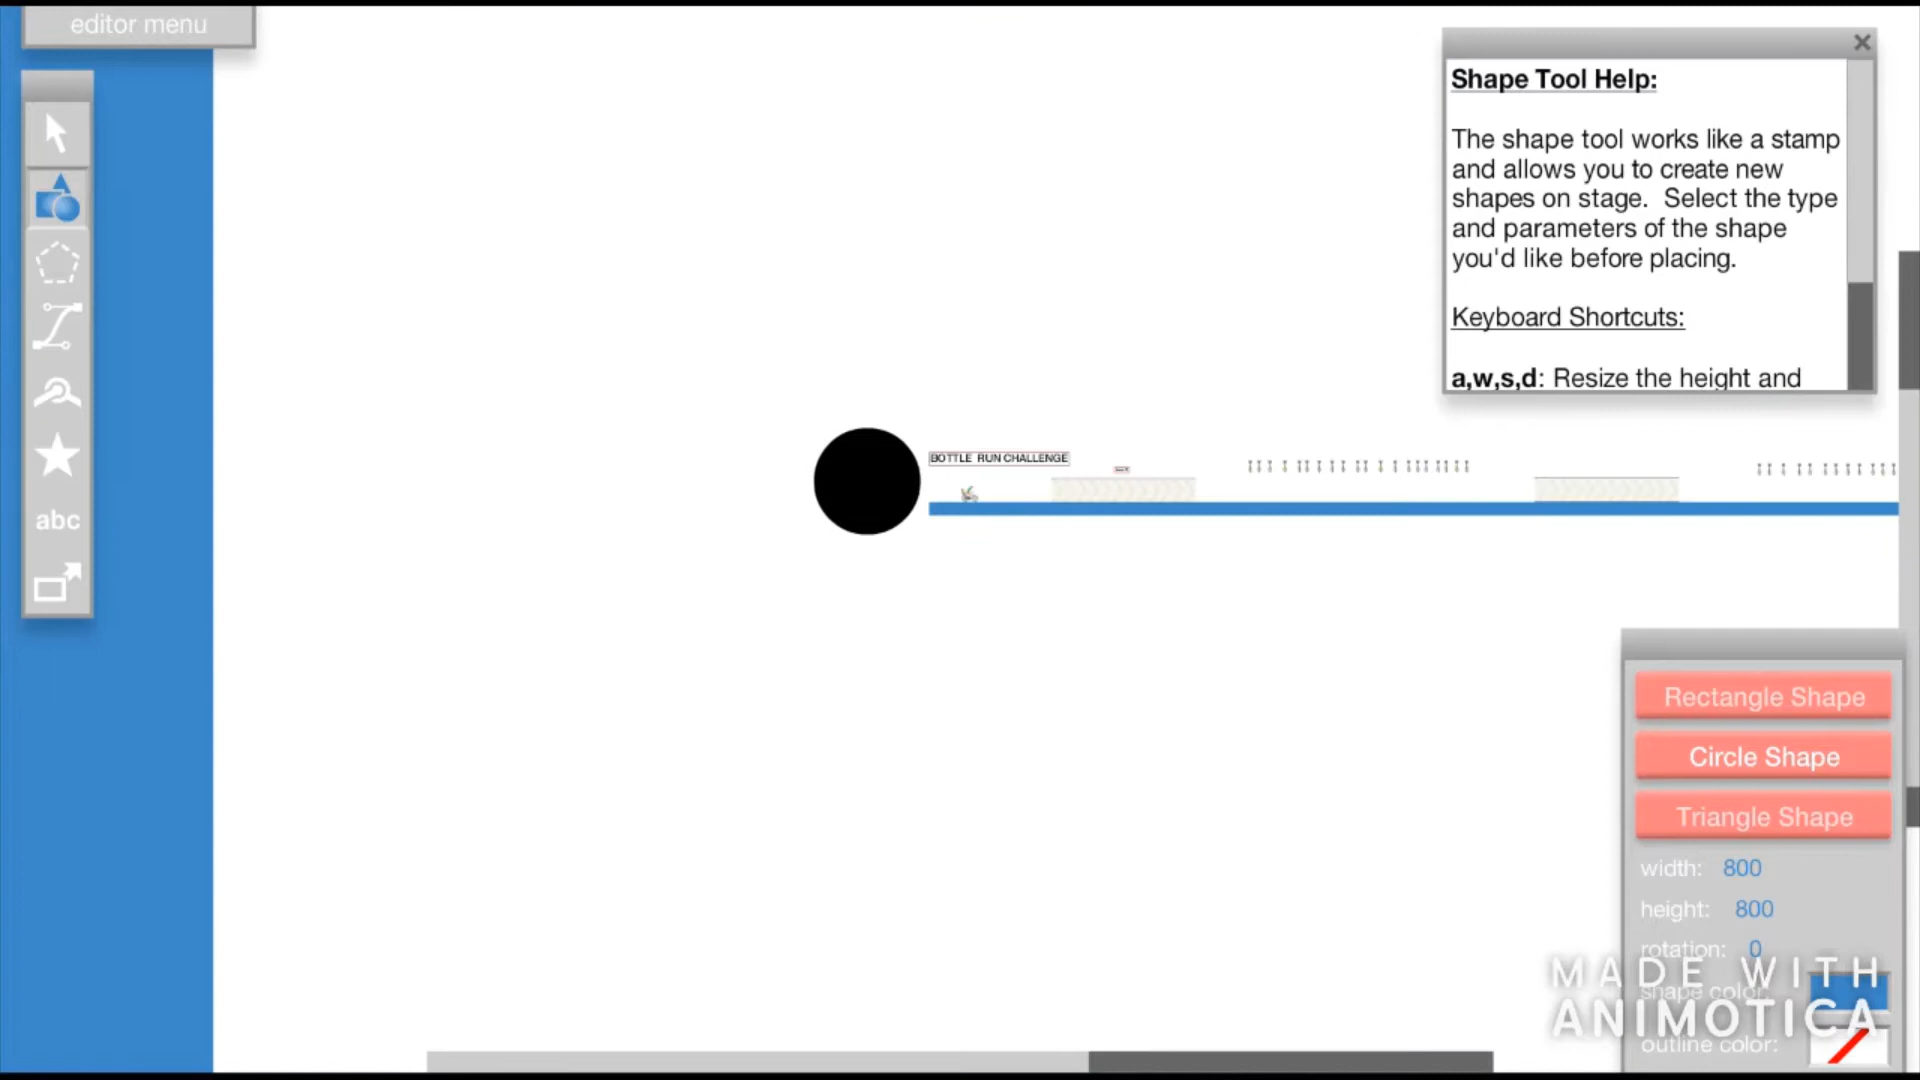 editor menu
Shape Tool Help:
The shape tool works like a stamp
and allows you to create new
shapes on stage.  Select the type
and parameters of the shape
you'd like before placing.
Keyboard Shortcuts:
a,w,s,d: Resize the height and
BOTTLE RUN CHALLENGE
abc
Rectangle Shape
Circle Shape
Triangle Shape
width: 800
height: 800
rotation: 0
shape color:
outline color:
MADE WITH
ANIMOTICA